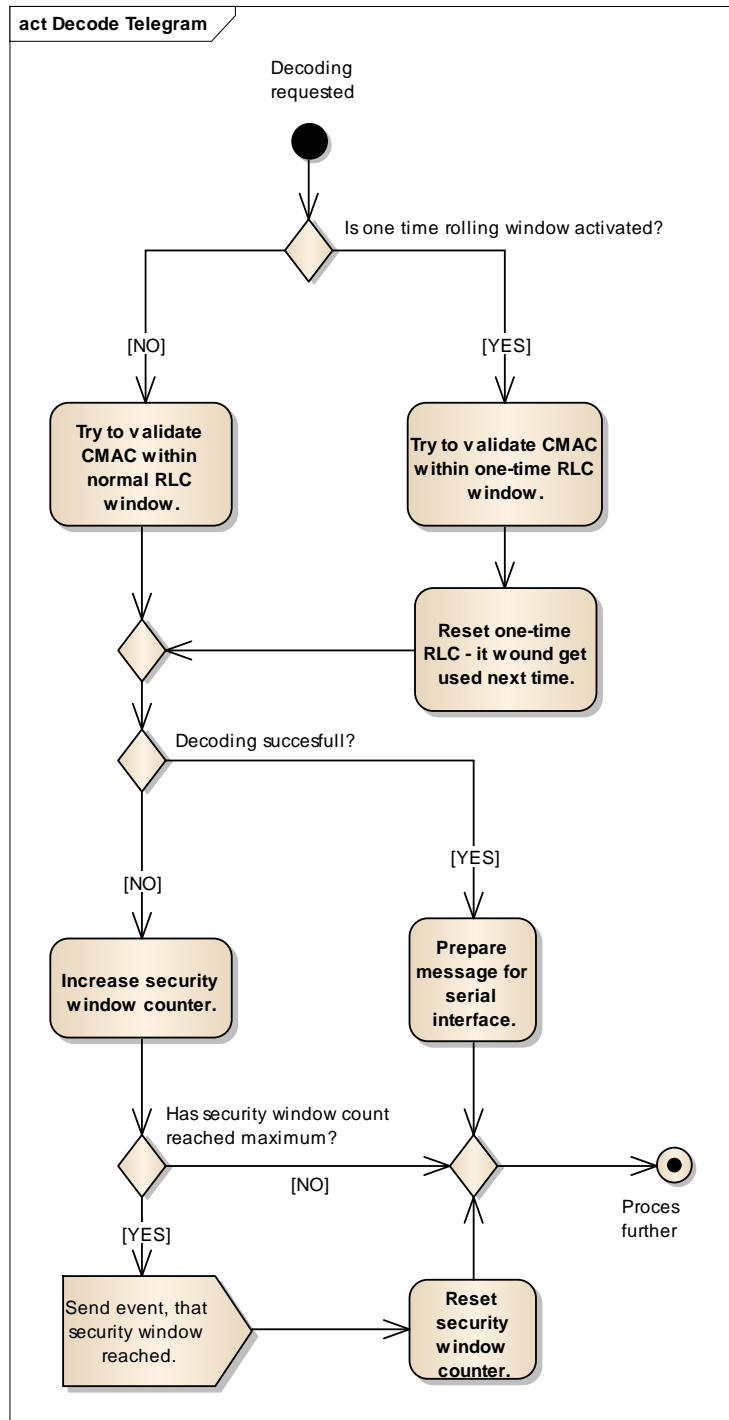 act Decode Telegram
Decoding
requested
Is one time rolling window activated?
[NO]
[YES]
Try to validate
CMAC within
normal RLC
window.
Try to validate CMAC
within one-time RLC
window.
Reset one-time
RLC - it wound get
used next time.
Decoding succesfull?
[YES]
[NO]
Prepare
message for
serial
interface.
Increase security
window counter.
Has security window count
reached maximum?
[NO]
Proces
further
[YES]
Send event, that
security window
reached.
Reset
security
window
counter.